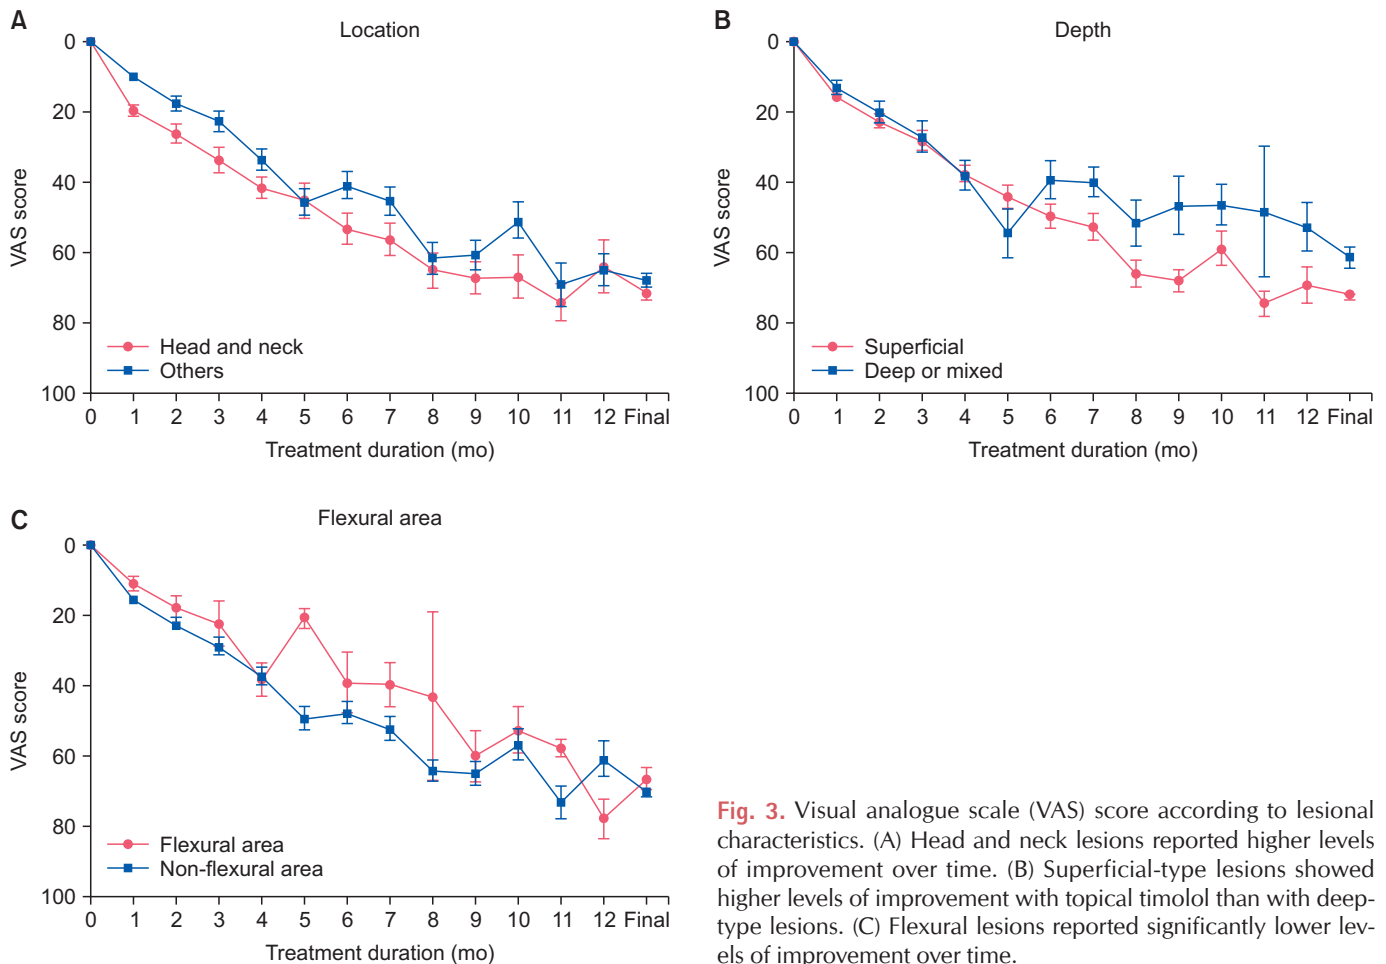 A
Location
0
20
40
60
80
100
VAS score
Head and neck
Others
0 1 2 3 4 5 6 7 8 9 10 11 12 Final
Treatment duration (mo)
B
Depth
0
20
40
60
80
100
VAS score
Superficial
Deep or mixed
0 1 2 3 4 5 6 7 8 9 10 11 12 Final
Treatment duration (mo)
C
Flexural area
0
20
40
60
80
100
VAS score
Flexural area
Non-flexural area
0 1 2 3 4 5 6 7 8 9 10 11 12 Final
Treatment duration (mo)
Fig. 3. Visual analogue scale (VAS) score according to lesional
characteristics. (A) Head and neck lesions reported higher levels
of improvement over time. (B) Superficial-type lesions showed
higher levels of improvement with topical timolol than with deep-
type lesions. (C) Flexural lesions reported significantly lower lev-
els of improvement over time.